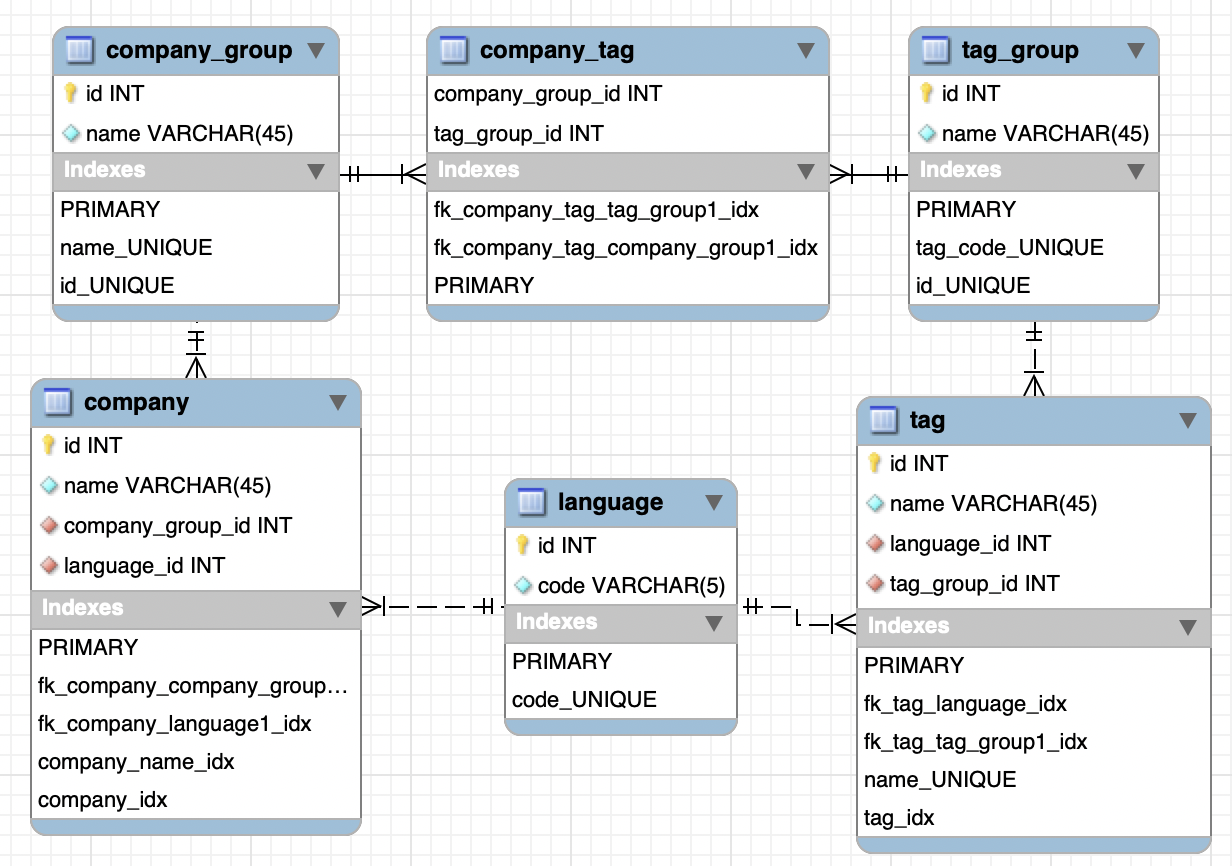 company_group
id INT
name VARCHAR(45)
Indexes
PRIMARY
name_UNIQUE
id_UNIQUE
company_tag
company_group_id INT
tag_group_id INT
Indexes
fk_company_tag_tag_group1_idx
fk_company_tag_company_group1_idx
PRIMARY
tag_group
id INT
name VARCHAR(45)
Indexes
PRIMARY
tag_code_UNIQUE
id_UNIQUE
company
id INT
name VARCHAR(45)
company_group_id INT
language_id INT
Indexes
PRIMARY
fk_company_company_group...
fk_company_language1_idx
company_name_idx
company_idx
language
id INT
code VARCHAR(5)
Indexes
PRIMARY
code_UNIQUE
tag
id INT
name VARCHAR(45)
language_id INT
tag_group_id INT
Indexes
PRIMARY
fk_tag_language_idx
fk_tag_tag_group1_idx
name_UNIQUE
tag_idx